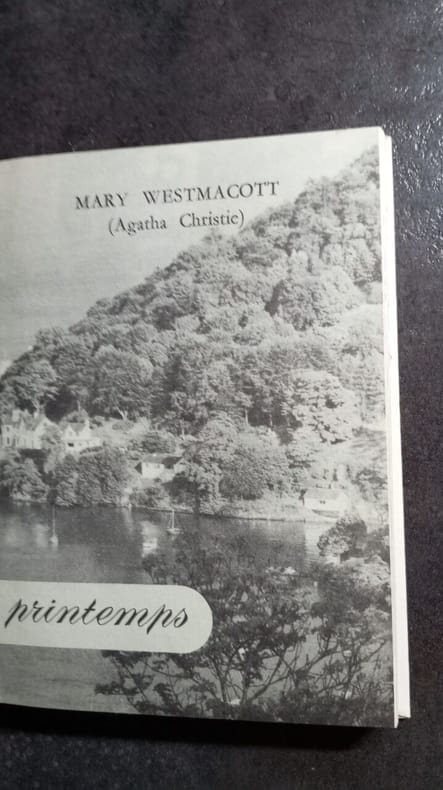 MARY WESTMACOTT
(Agatha Christie)
printemps